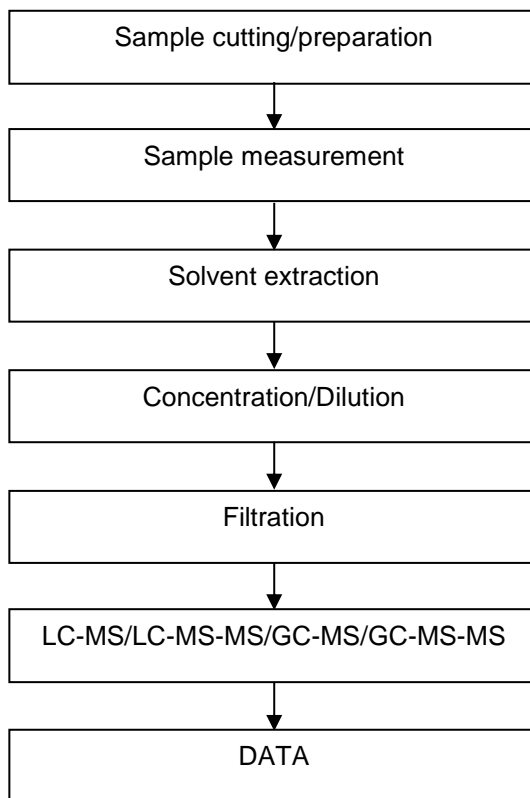 Sample cutting/preparation
Sample measurement
Solvent extraction
Concentration/Dilution
Filtration
LC-MS/LC-MS-MS/GC-MS/GC-MS-MS
DATA